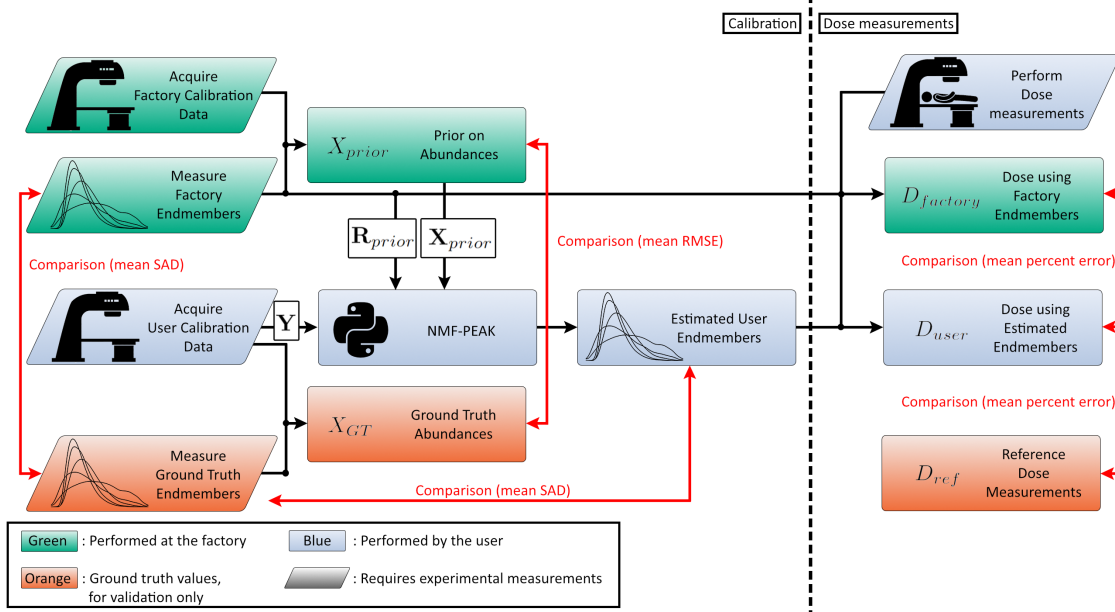 Calibration
Dose measurements
Acquire
Factory Calibration
Data
Perform
Dose
measurements
X_prior
Prior on
Abundances
Measure
Factory
Endmembers
D_factory
Dose using
Factory
Endmembers
R_prior
X_prior
Comparison (mean RMSE)
Comparison (mean SAD)
Comparison (mean percent error)
Acquire
User Calibration
Data
Y
NMF-PEAK
Estimated User
Endmembers
D_user
Dose using
Estimated
Endmembers
X_GT
Ground Truth
Abundances
Comparison (mean percent error)
Measure
Ground Truth
Endmembers
Comparison (mean SAD)
D_ref
Reference
Dose
Measurements
Green : Performed at the factory
Blue : Performed by the user
Orange : Ground truth values,
for validation only
: Requires experimental measurements